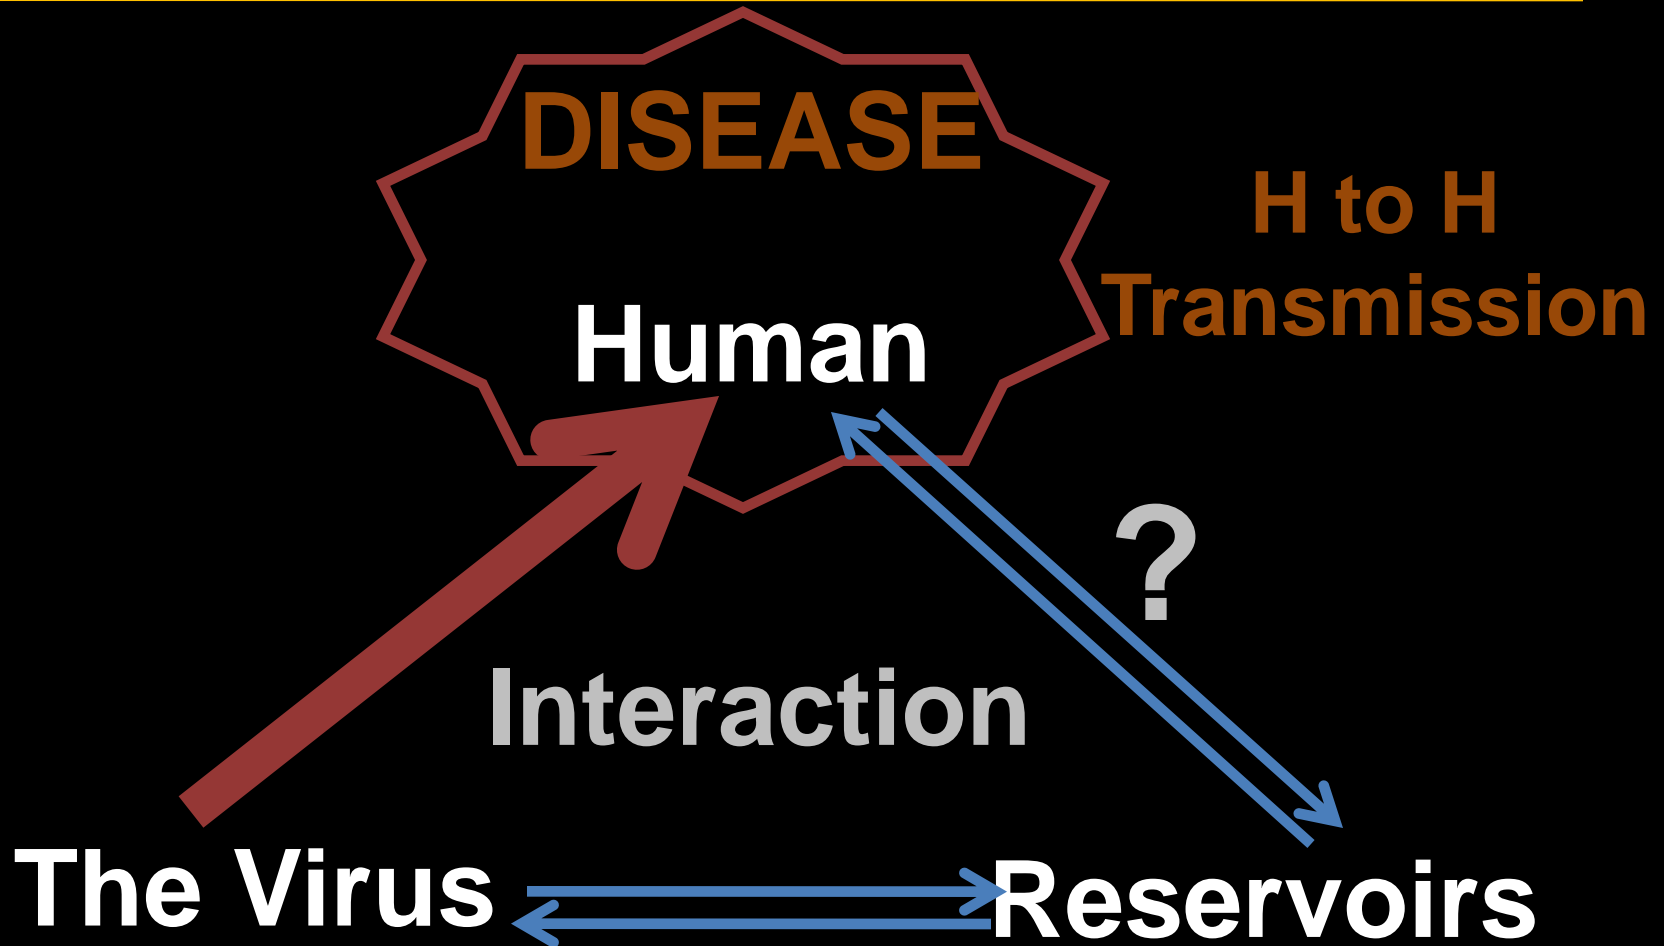 DISEASE
H to H
Transmission
Human
?
Interaction
The Virus
Reservoirs